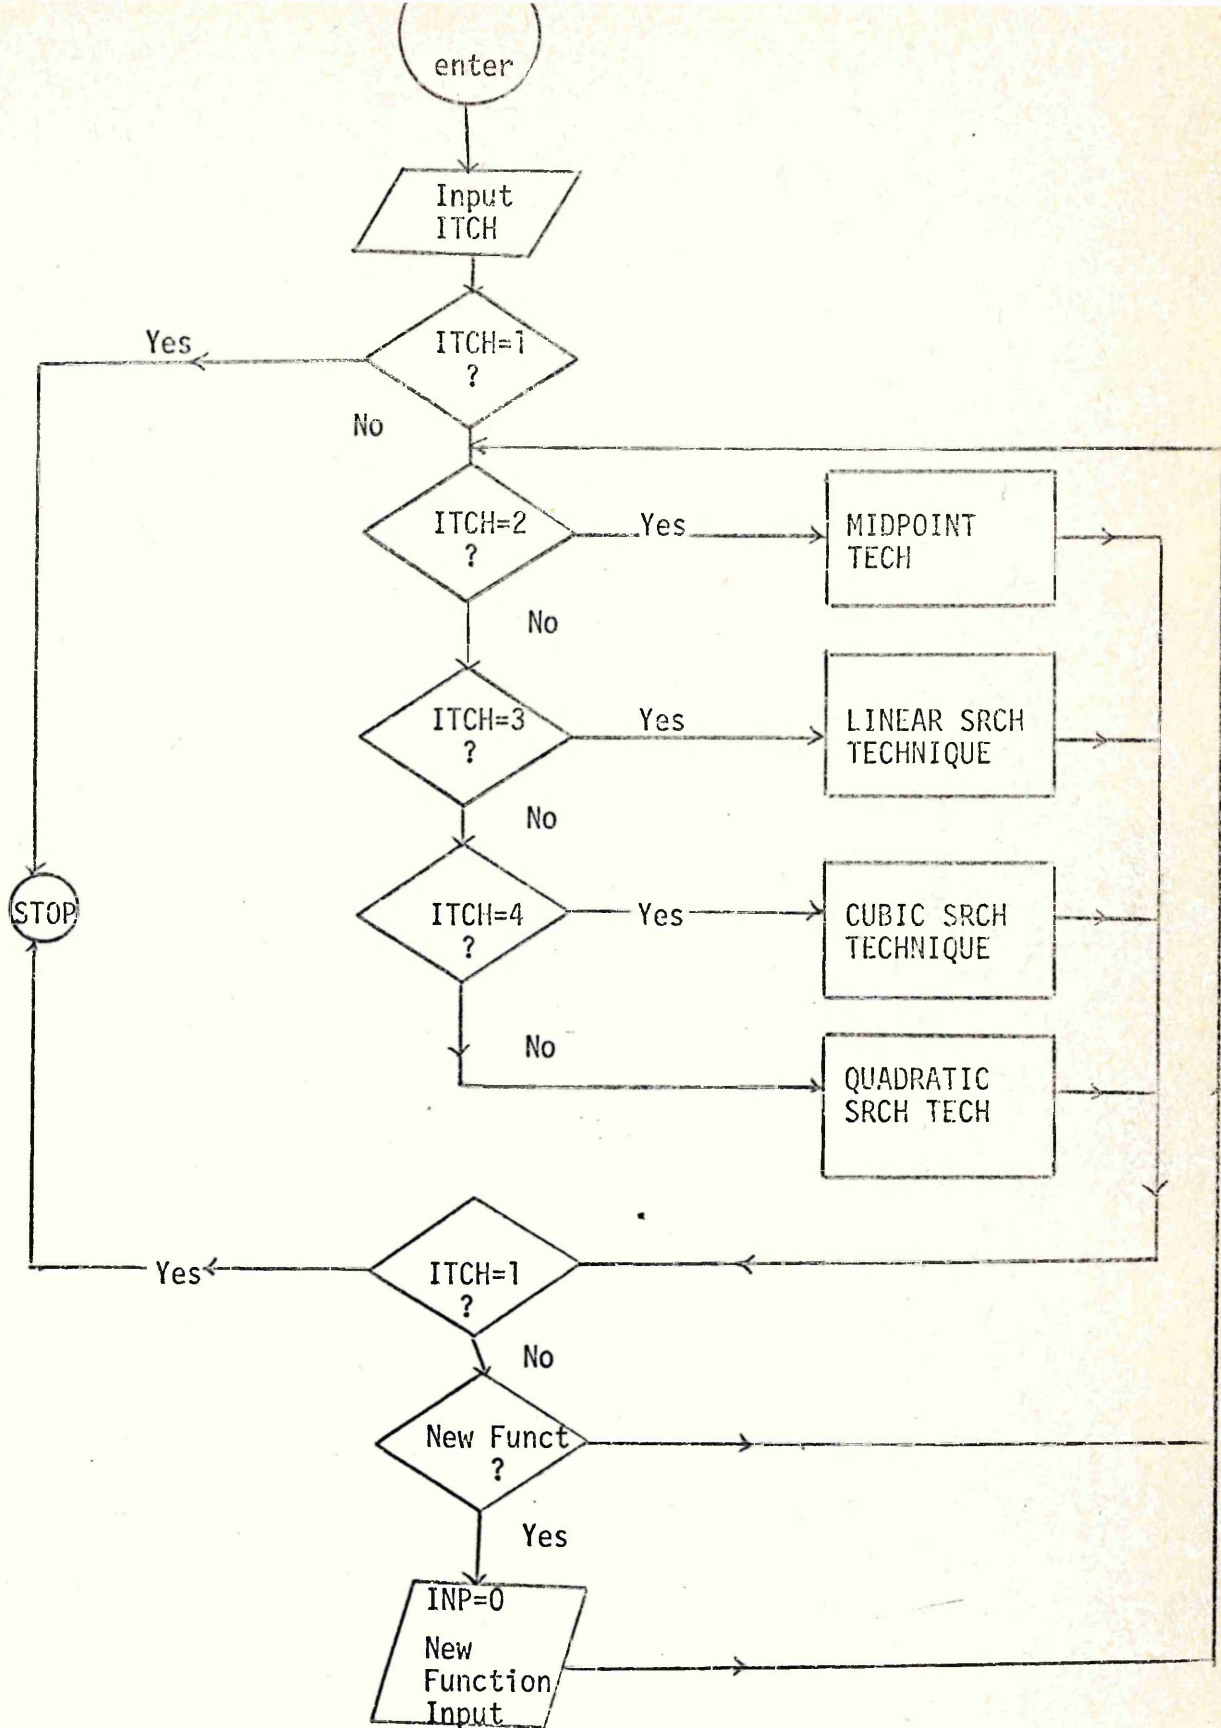 enter
Input
ITCH
ITCH=1
?
Yes
No
ITCH=2
?
Yes
MIDPOINT
TECH
No
ITCH=3
?
Yes
LINEAR SRCH
TECHNIQUE
No
ITCH=4
?
Yes
CUBIC SRCH
TECHNIQUE
STOP
No
QUADRATIC
SRCH TECH
ITCH=1
?
Yes
No
New Funct
?
Yes
INP=0
New
Function
Input